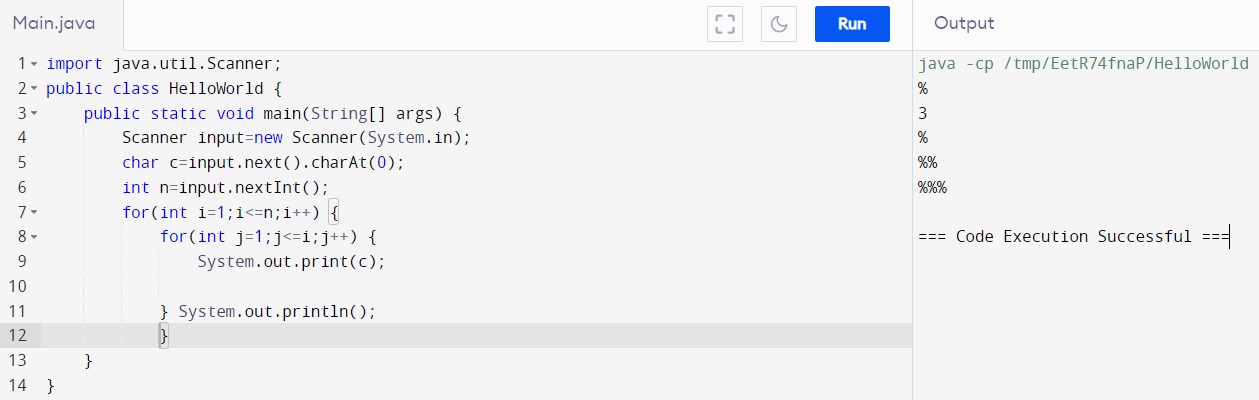 Main.java
Run
Output
1 import java.util.Scanner;
2 public class HelloWorld {
3     public static void main(String[] args) {
4         Scanner input=new Scanner(System.in);
5         char c=input.next().charAt(0);
6         int n=input.nextInt();
7         for(int i=1;i<=n;i++) {
8             for(int j=1;j<=i;j++) {
9                 System.out.print(c);
10
11             } System.out.println();
12             }
13     }
14 }
java -cp /tmp/EetR74fnaP/HelloWorld
%
3
%
%%
%%%
=== Code Execution Successful ===